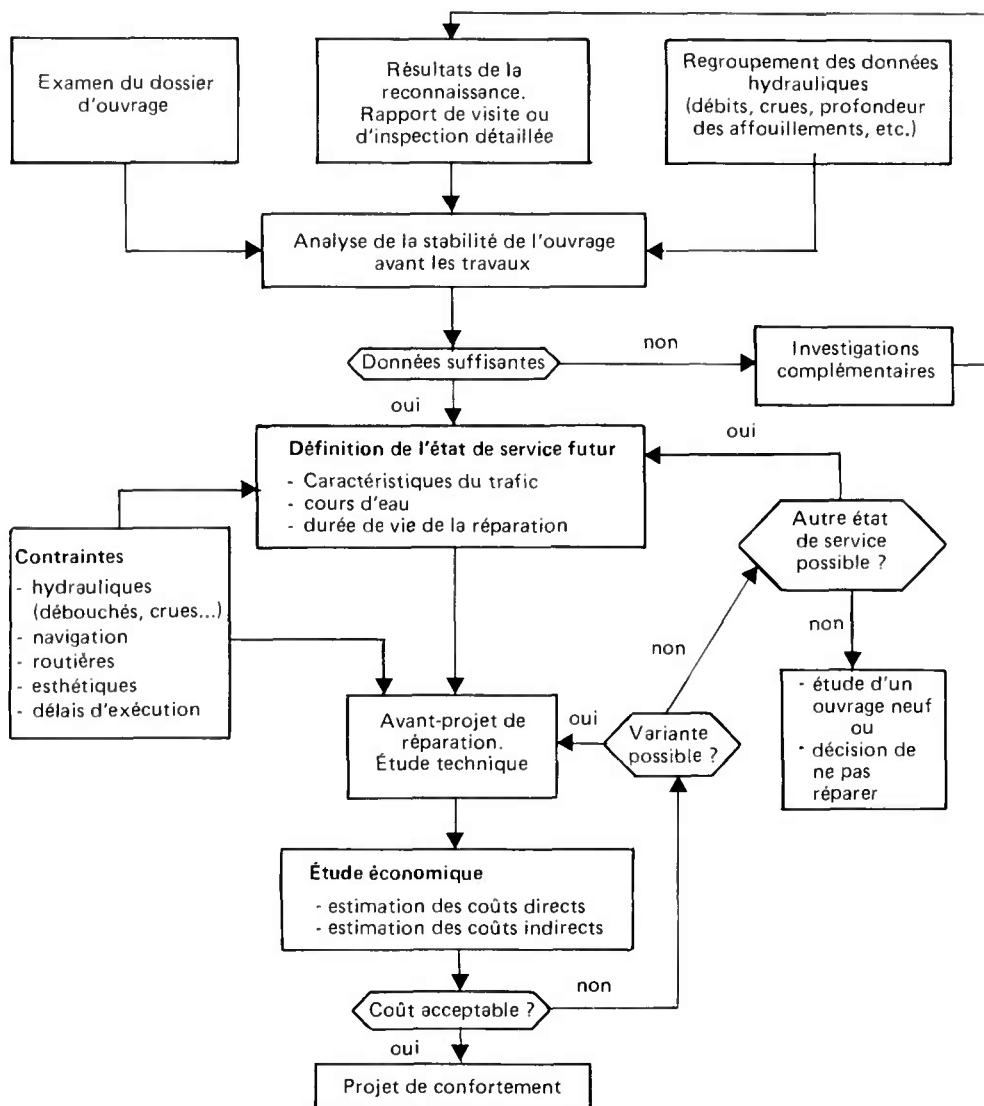 Examen du dossier
d'ouvrage
Résultats de la
reconnaissance.
Rapport de visite ou
d'inspection détaillée
Regroupement des données
hydrauliques
(débits, crues, profondeur
des affouillements, etc.)
Analyse de la stabilité de l'ouvrage
avant les travaux
Données suffisantes
non
Investigations
complémentaires
oui
Définition de l'état de service futur
- Caractéristiques du trafic
- cours d'eau
- durée de vie de la réparation
oui
Autre état
de service
possible ?
Contraintes
- hydrauliques
(débouchés, crues...)
- navigation
- routières
- esthétiques
- délais d'exécution
non
non
- étude d'un
ouvrage neuf
ou
- décision de
ne pas
réparer
Avant-projet de
réparation.
Étude technique
oui
Variante
possible ?
Étude économique
- estimation des coûts directs
- estimation des coûts indirects
non
Coût acceptable ?
oui
Projet de confortement